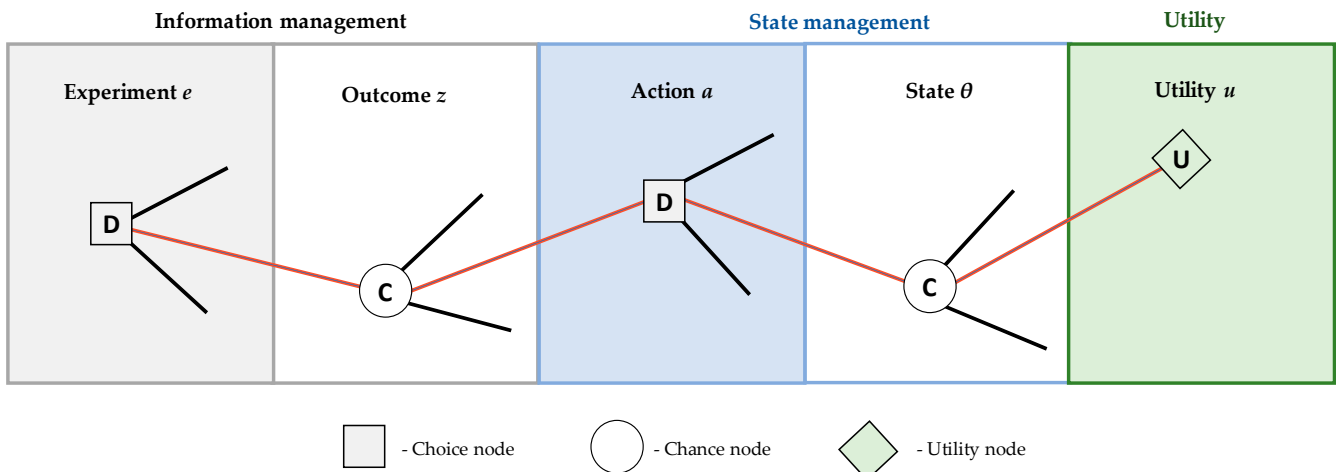 Information management
State management
Utility
Experiment e
Outcome z
Action a
State θ
Utility u
D
C
D
C
U
- Choice node
- Chance node
- Utility node